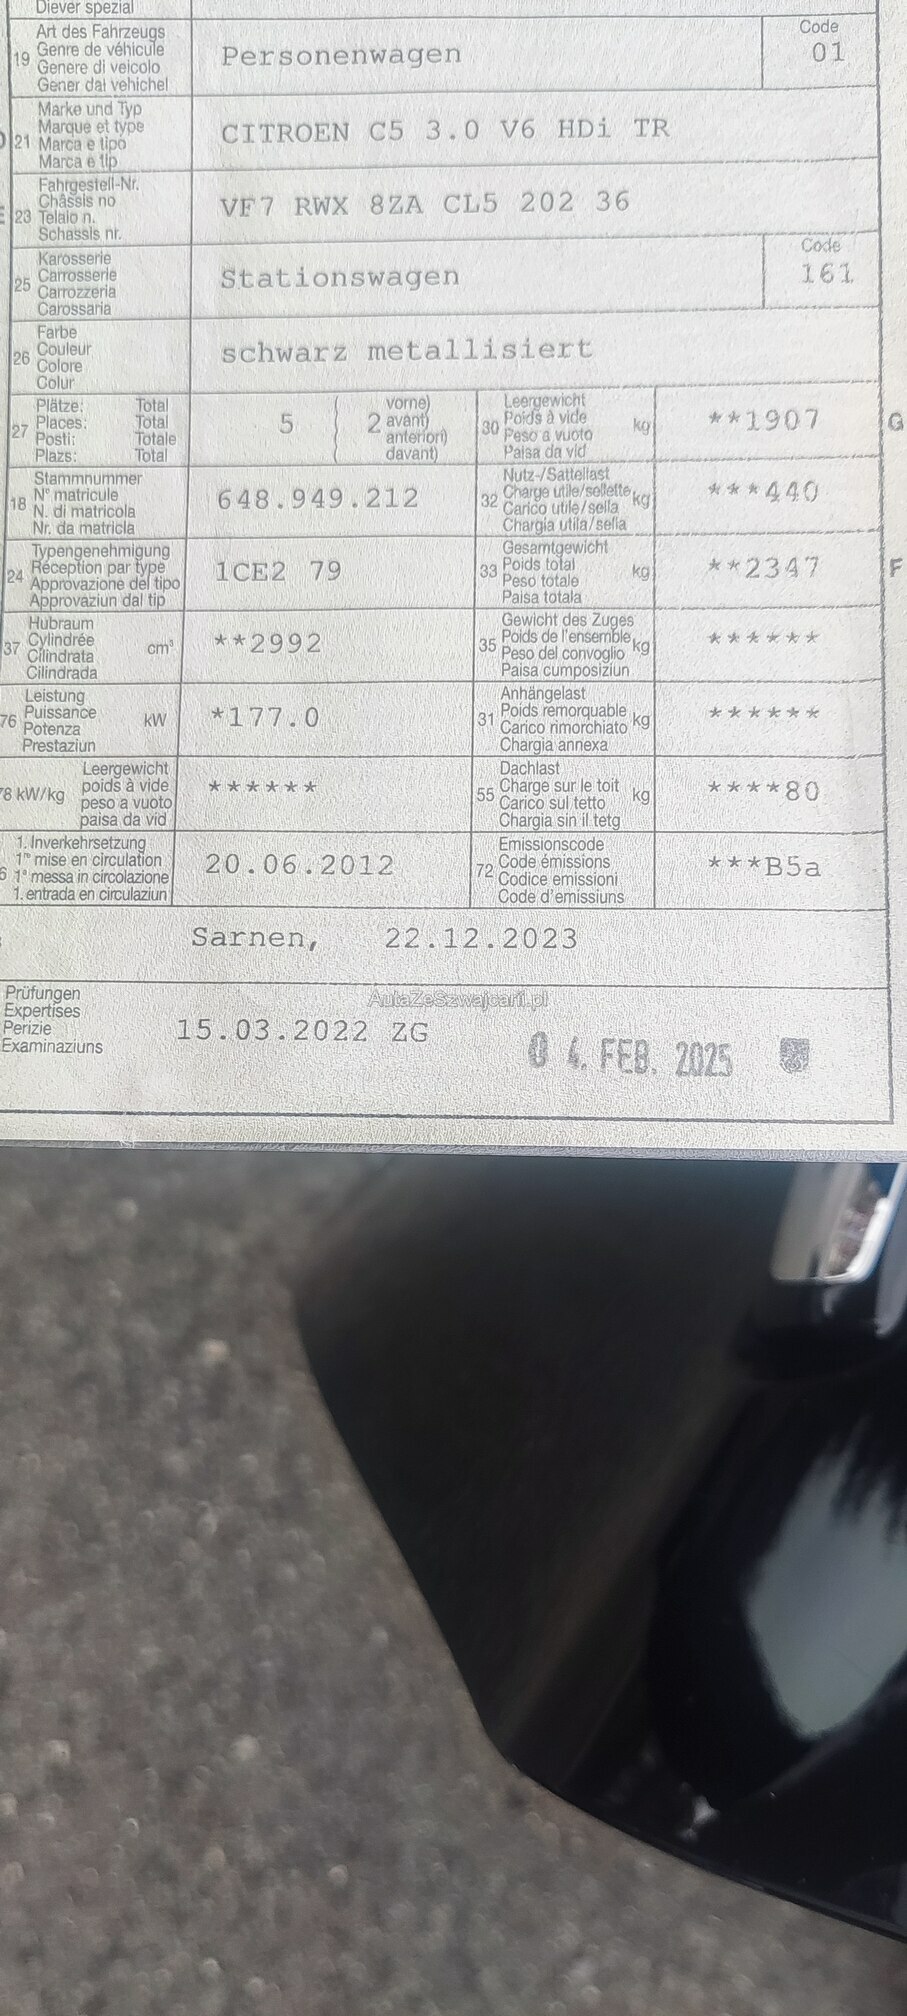 Diever spezial
19 Art des Fahrzeugs
Genre de véhicule
Genere di veicolo
Gener dal vehichel
Personenwagen
Code
01
21 Marke und Typ
Marque et type
Marca e tipo
Marca e tip
CITROEN C5 3.0 V6 HDi TR
23 Fahrgestell-Nr.
Châssis no
Telaio n.
Schassis nr.
VF7 RWX 8ZA CL5 202 36
25 Karosserie
Carrosserie
Carrozzeria
Carossaria
Stationswagen
Code
161
26 Farbe
Couleur
Colore
Colur
schwarz metallisiert
27 Plätze: Total
Places: Total
Posti: Totale
Plazs: Total
5 ( 2 vorne)
( avant)
( anteriori)
( davant)
30 Leergewicht
Poids à vide kg
Peso a vuoto
Paisa da vid
**1907
G
18 Stammnummer
N° matricule
N. di matricola
Nr. da matricla
648.949.212
32 Nutz-/Sattellast
Charge utile/sellette kg
Carico utile/sella
Chargia utila/sella
***440
24 Typengenehmigung
Réception par type
Approvazione del tipo
Approvaziun dal tip
1CE2 79
33 Gesamtgewicht
Poids total kg
Peso totale
Paisa totala
**2347
F
37 Hubraum
Cylindrée cm³
Cilindrata
Cilindrada
**2992
35 Gewicht des Zuges
Poids de l'ensemble kg
Peso del convoglio
Paisa cumposiziun
******
76 Leistung
Puissance kW
Potenza
Prestaziun
*177.0
31 Anhängelast
Poids remorquable kg
Carico rimorchiato
Chargia annexa
******
78 kW/kg Leergewicht
poids à vide
peso a vuoto
paisa da vid
******
55 Dachlast
Charge sur le toit kg
Carico sul tetto
Chargia sin il tetg
****80
6 1. Inverkehrsetzung
1re mise en circulation
1a messa in circolazione
1. entrada en circulaziun
20.06.2012
72 Emissionscode
Code émissions
Codice emissioni
Code d'emissiuns
***B5a
Sarnen, 22.12.2023
AutaZeSzwajcarii.pl
Prüfungen
Expertises
Perizie
Examinaziuns
15.03.2022 ZG
0 4. FEB. 2025